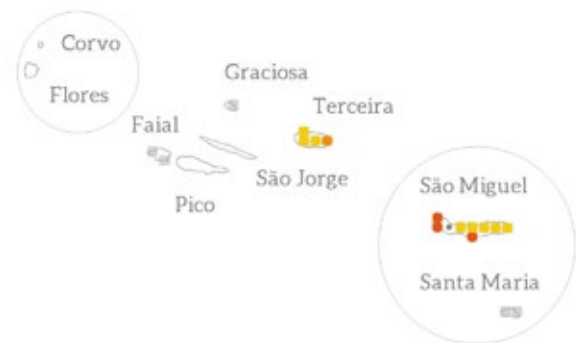 Corvo
Flores
Graciosa
Terceira
Faial
São Jorge
Pico
São Miguel
Santa Maria